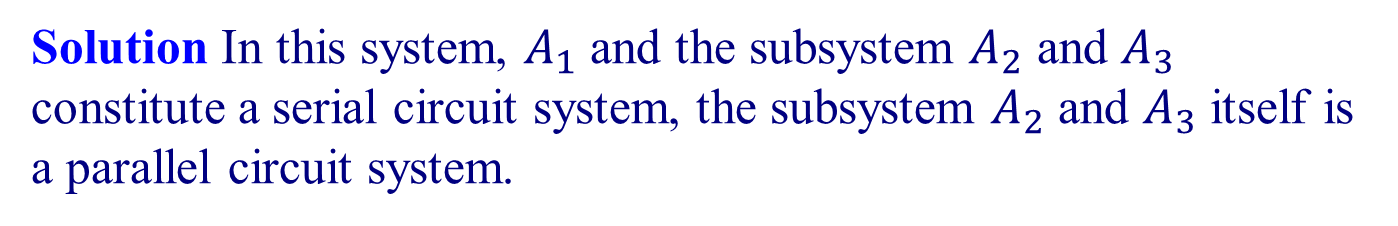 Solution In this system, A₁ and the subsystem A₂ and A₃
constitute a serial circuit system, the subsystem A₂ and A₃ itself is
a parallel circuit system.